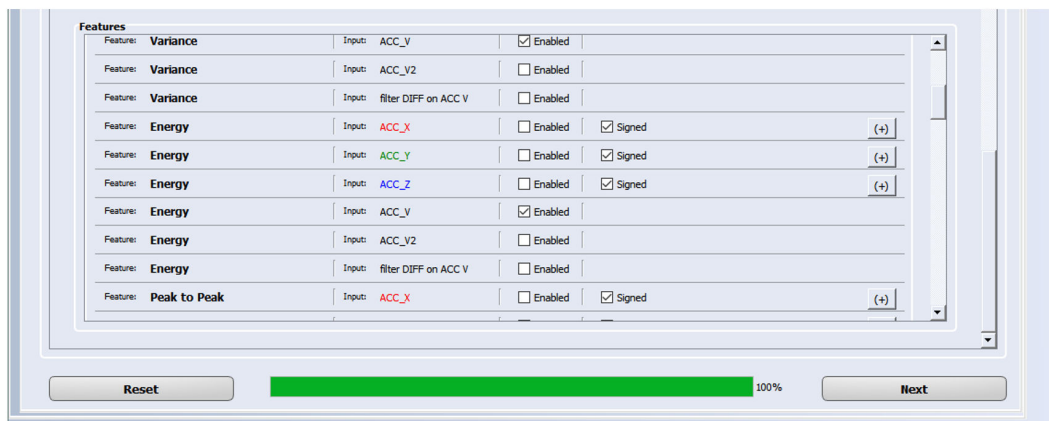 Features
Feature: Variance Input: ACC_V Enabled
Feature: Variance Input: ACC_V2 Enabled
Feature: Variance Input: filter DIFF on ACC V Enabled
Feature: Energy Input: ACC_X Enabled Signed (+)
Feature: Energy Input: ACC_Y Enabled Signed (+)
Feature: Energy Input: ACC_Z Enabled Signed (+)
Feature: Energy Input: ACC_V Enabled
Feature: Energy Input: ACC_V2 Enabled
Feature: Energy Input: filter DIFF on ACC V Enabled
Feature: Peak to Peak Input: ACC_X Enabled Signed (+)
Reset 100% Next